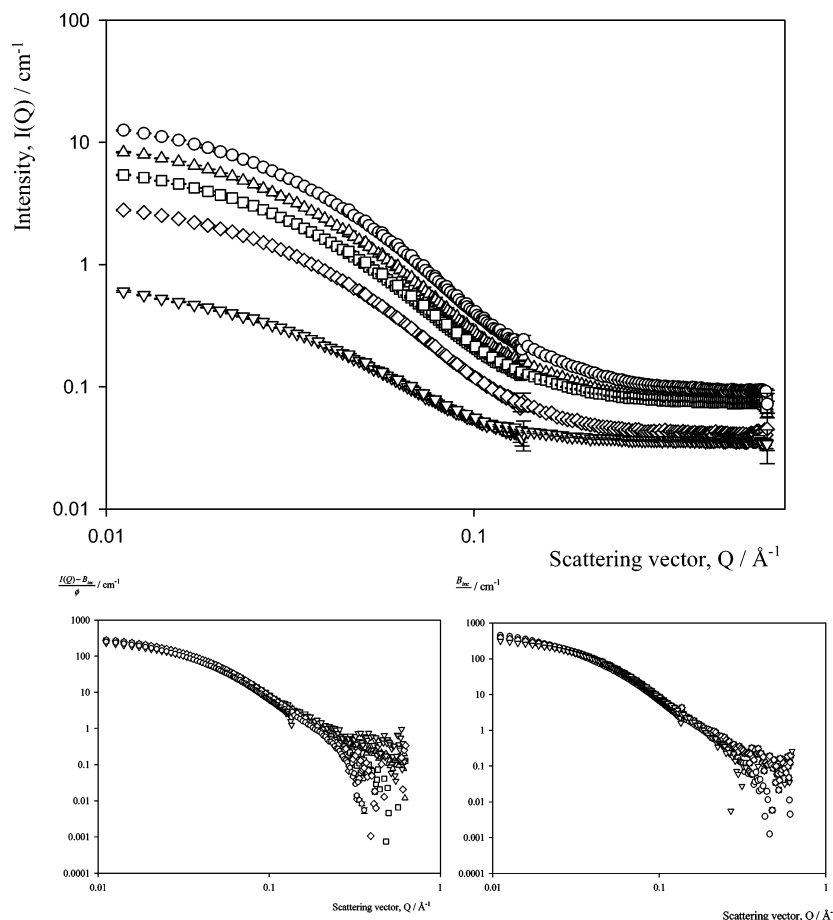 100
10
1
0.1
0.01
Intensity, I(Q) / cm-1
0.01 0.1
Scattering vector, Q / Å-1
I(Q) – Binc / cm-1
ϕ
1000
100
10
1
0.1
0.01
0.001
0.0001
0.01 0.1 1
Scattering vector, Q / Å-1
Binc / cm-1
1000
100
10
1
0.1
0.01
0.001
0.0001
0.01 0.1 1
Scattering vector, Q / Å-